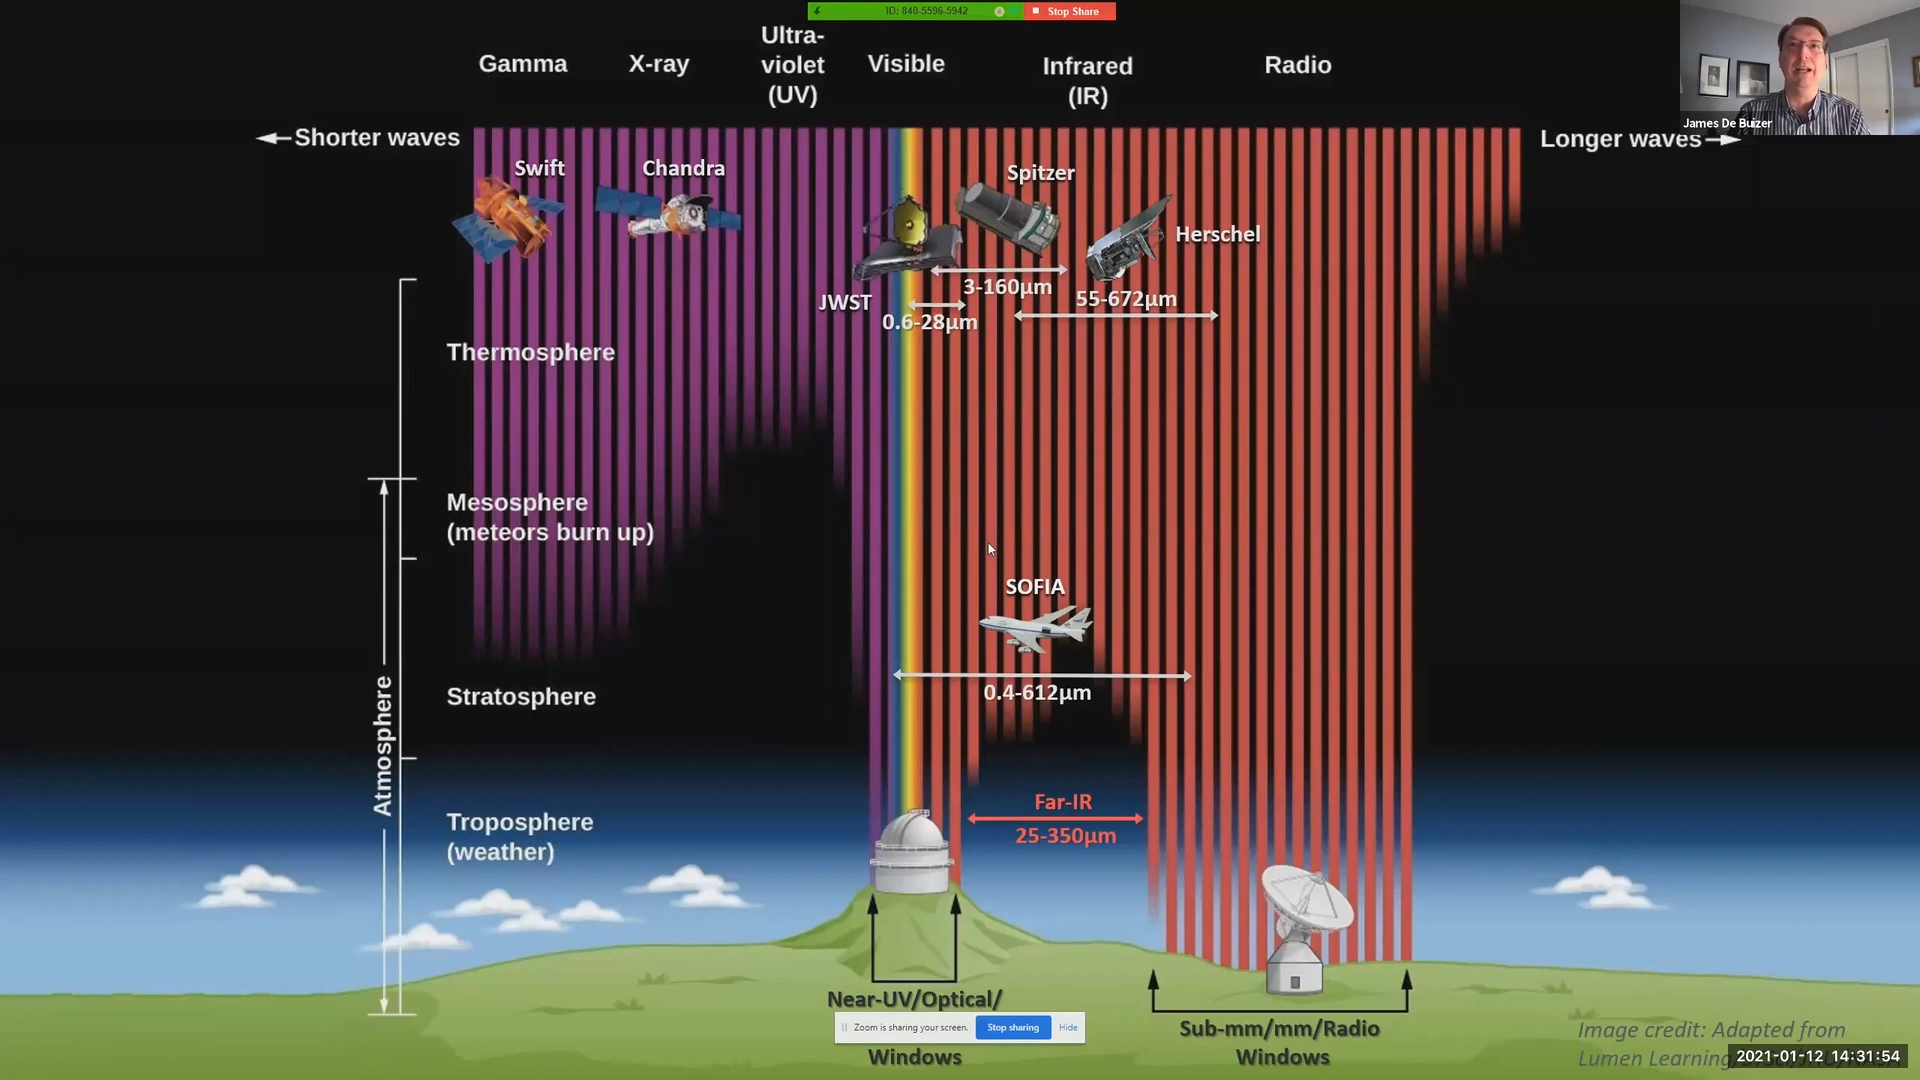 ID: 840-5596-5942
Stop Share
Gamma
X-ray
Ultra-
violet
(UV)
Visible
Infrared
(IR)
Radio
James De Buizer
Shorter waves
Longer waves
Swift
Chandra
Spitzer
Herschel
3-160µm
55-672µm
JWST
0.6-28µm
Thermosphere
Mesosphere
(meteors burn up)
SOFIA
0.4-612µm
Stratosphere
Atmosphere
Far-IR
25-350µm
Troposphere
(weather)
Near-UV/Optical/
Zoom is sharing your screen.
Stop sharing
Hide
Windows
Sub-mm/mm/Radio
Windows
Image credit: Adapted from
Lumen Learning
2021-01-12 14:31:54